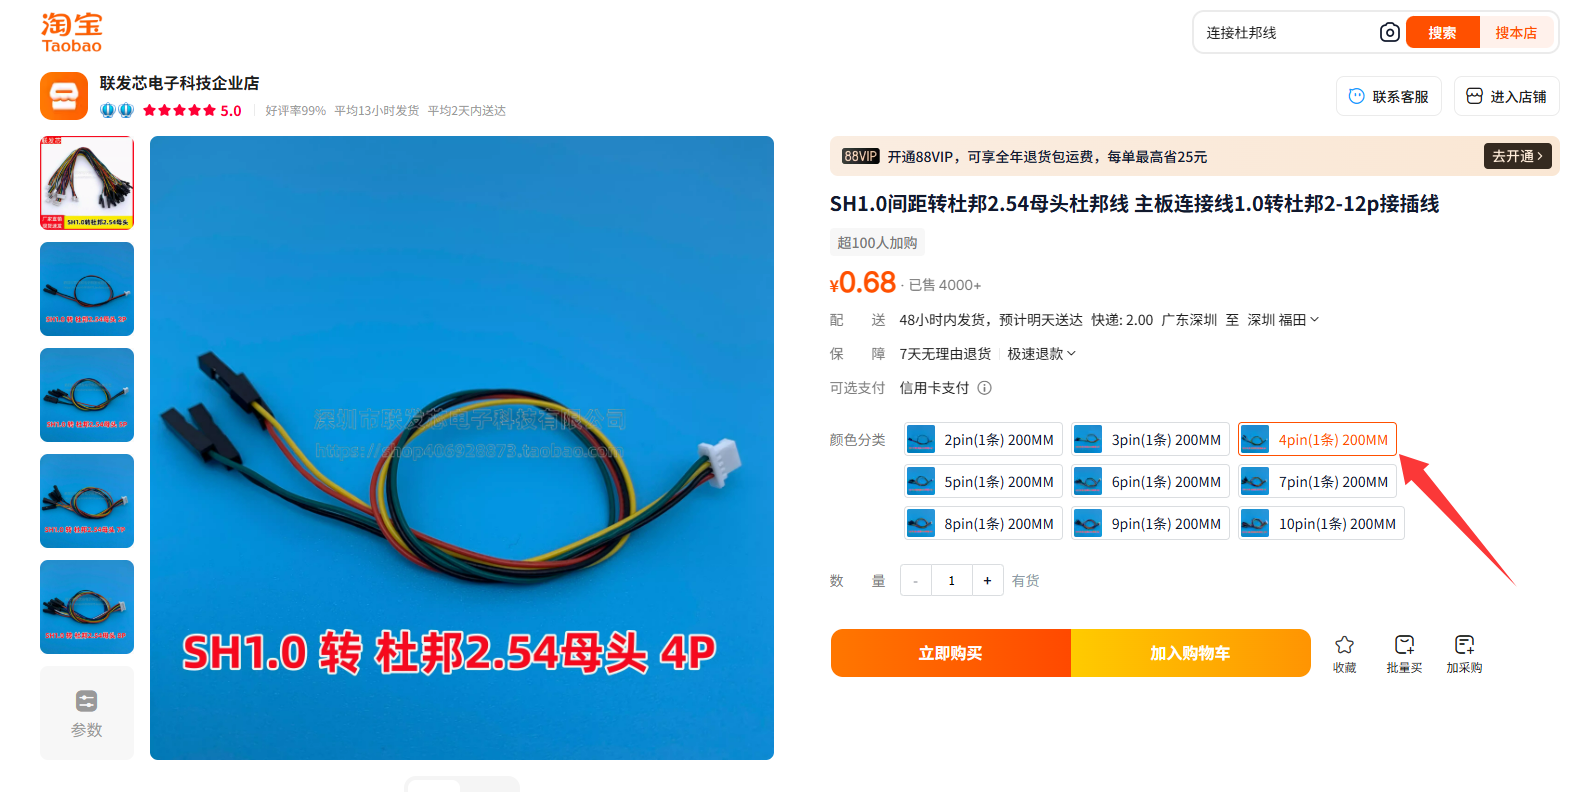 淘宝
Taobao
连接杜邦线
搜索
搜本店
联发芯电子科技企业店
5.0
好评率99% 平均13小时发货 平均2天内送达
联系客服
进入店铺
SH1.0转杜邦2.54母头
88VIP 开通88VIP，可享全年退货包运费，每单最高省25元
去开通
SH1.0间距转杜邦2.54母头杜邦线 主板连接线1.0转杜邦2-12p接插线
超100人加购
¥0.68 · 已售 4000+
配送 48小时内发货，预计明天送达 快递: 2.00 广东深圳 至 深圳 福田
保障 7天无理由退货 极速退款
可选支付 信用卡支付
深圳市联发芯电子科技有限公司
颜色分类
2pin(1条) 200MM
3pin(1条) 200MM
4pin(1条) 200MM
5pin(1条) 200MM
6pin(1条) 200MM
7pin(1条) 200MM
8pin(1条) 200MM
9pin(1条) 200MM
10pin(1条) 200MM
数量 - 1 + 有货
SH1.0 转 杜邦2.54母头 4P
立即购买
加入购物车
收藏
批量买
加采购
参数